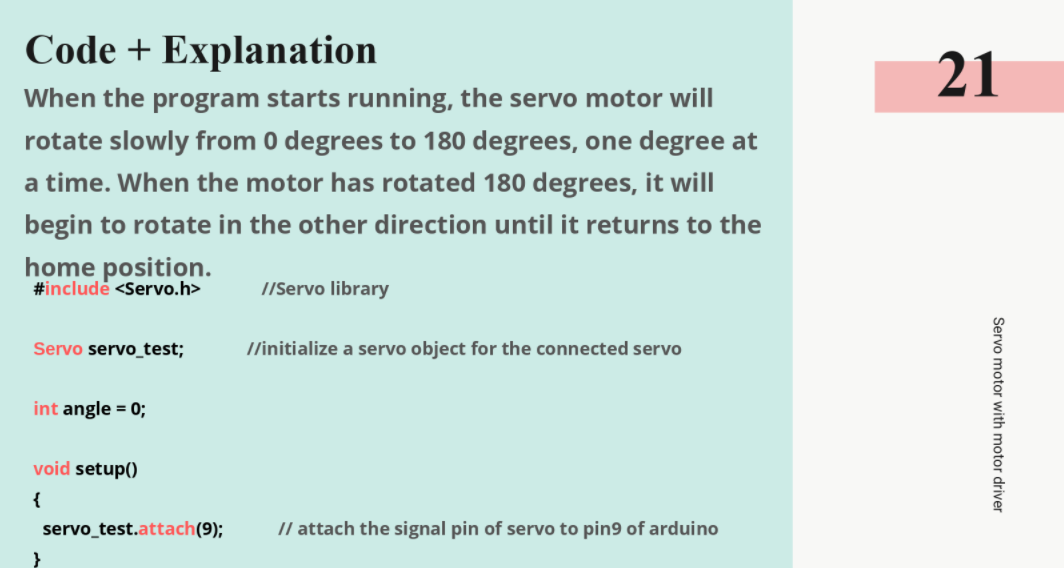 Code + Explanation
When the program starts running, the servo motor will
rotate slowly from 0 degrees to 180 degrees, one degree at
a time. When the motor has rotated 180 degrees, it will
begin to rotate in the other direction until it returns to the
home position.
#include <Servo.h> //Servo library
Servo servo_test; //initialize a servo object for the connected servo
int angle = 0;
void setup()
{
servo_test.attach(9); // attach the signal pin of servo to pin9 of arduino
}
21
Servo motor with motor driver